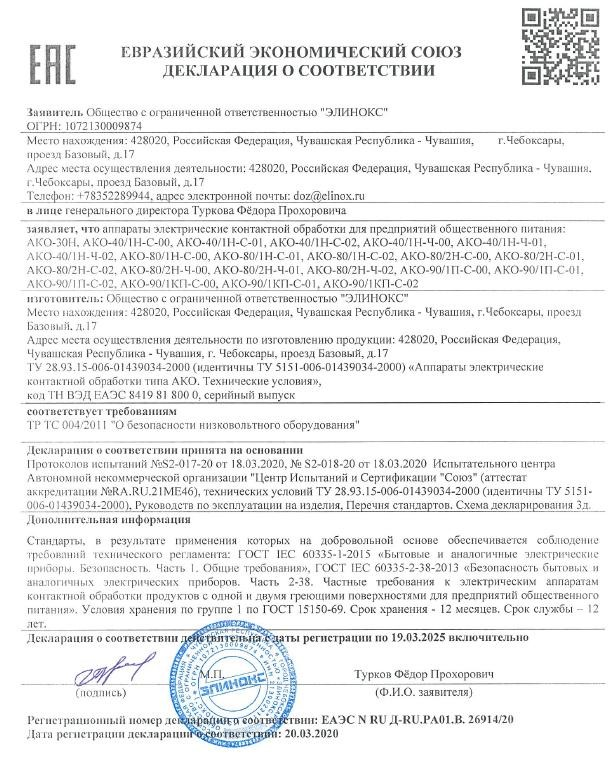 ЕАС
ЕВРАЗИЙСКИЙ ЭКОНОМИЧЕСКИЙ СОЮЗ
ДЕКЛАРАЦИЯ О СООТВЕТСТВИИ
Заявитель Общество с ограниченной ответственностью "ЭЛИНОКС"
ОГРН: 1072130009874
Место нахождения: 428020, Российская Федерация, Чувашская Республика - Чувашия, г.Чебоксары,
проезд Базовый, д.17
Адрес места осуществления деятельности: 428020, Российская Федерация, Чувашская Республика - Чувашия,
г.Чебоксары, проезд Базовый, д.17
Телефон: +78352289944, адрес электронной почты: doz@elinox.ru
в лице генерального директора Туркова Фёдора Прохоровича
заявляет, что аппараты электрические контактной обработки для предприятий общественного питания:
АКО-30Н, АКО-40/1Н-С-00, АКО-40/1Н-С-01, АКО-40/1Н-С-02, АКО-40/1Н-Ч-00, АКО-40/1Н-Ч-01,
АКО-40/1Н-Ч-02, АКО-80/1Н-С-00, АКО-80/1Н-С-01, АКО-80/1Н-С-02, АКО-80/2Н-С-00, АКО-80/2Н-С-01,
АКО-80/2Н-С-02, АКО-80/2Н-Ч-00, АКО-80/2Н-Ч-01, АКО-80/2Н-Ч-02, АКО-90/1П-С-00, АКО-90/1П-С-01,
АКО-90/1П-С-02, АКО-90/1КП-С-00, АКО-90/1КП-С-01, АКО-90/1КП-С-02
изготовитель: Общество с ограниченной ответственностью "ЭЛИНОКС"
Место нахождения: 428020, Российская Федерация, Чувашская Республика - Чувашия, г.Чебоксары, проезд
Базовый, д.17
Адрес места осуществления деятельности по изготовлению продукции: 428020, Российская Федерация,
Чувашская Республика - Чувашия, г. Чебоксары, проезд Базовый, д.17
ТУ 28.93.15-006-01439034-2000 (идентичны ТУ 5151-006-01439034-2000) «Аппараты электрические
контактной обработки типа АКО. Технические условия»,
код ТН ВЭД ЕАЭС 8419 81 800 0, серийный выпуск
соответствует требованиям
ТР ТС 004/2011 "О безопасности низковольтного оборудования"
Декларация о соответствии принята на основании
Протоколов испытаний №S2-017-20 от 18.03.2020, № S2-018-20 от 18.03.2020 Испытательного центра
Автономной некоммерческой организации "Центр Испытаний и Сертификации "Союз" (аттестат
аккредитации №RA.RU.21МЕ46), технических условий ТУ 28.93.15-006-01439034-2000 (идентичны ТУ 5151-
006-01439034-2000), Руководств по эксплуатации на изделия, Перечня стандартов. Схема декларирования 3д.
Дополнительная информация
Стандарты, в результате применения которых на добровольной основе обеспечивается соблюдение
требований технического регламента: ГОСТ IEC 60335-1-2015 «Бытовые и аналогичные электрические
приборы. Безопасность. Часть 1. Общие требования», ГОСТ IEC 60335-2-38-2013 «Безопасность бытовых и
аналогичных электрических приборов. Часть 2-38. Частные требования к электрическим аппаратам
контактной обработки продуктов с одной и двумя греющими поверхностями для предприятий общественного
питания». Условия хранения по группе 1 по ГОСТ 15150-69. Срок хранения - 12 месяцев. Срок службы – 12
лет.
Декларация о соответствии действительна с даты регистрации по 19.03.2025 включительно
М.П.
Турков Фёдор Прохорович
(подпись)
(Ф.И.О. заявителя)
ЭЛИНОКС
Регистрационный номер декларации о соответствии: ЕАЭС N RU Д-RU.РА01.В. 26914/20
Дата регистрации декларации о соответствии: 20.03.2020